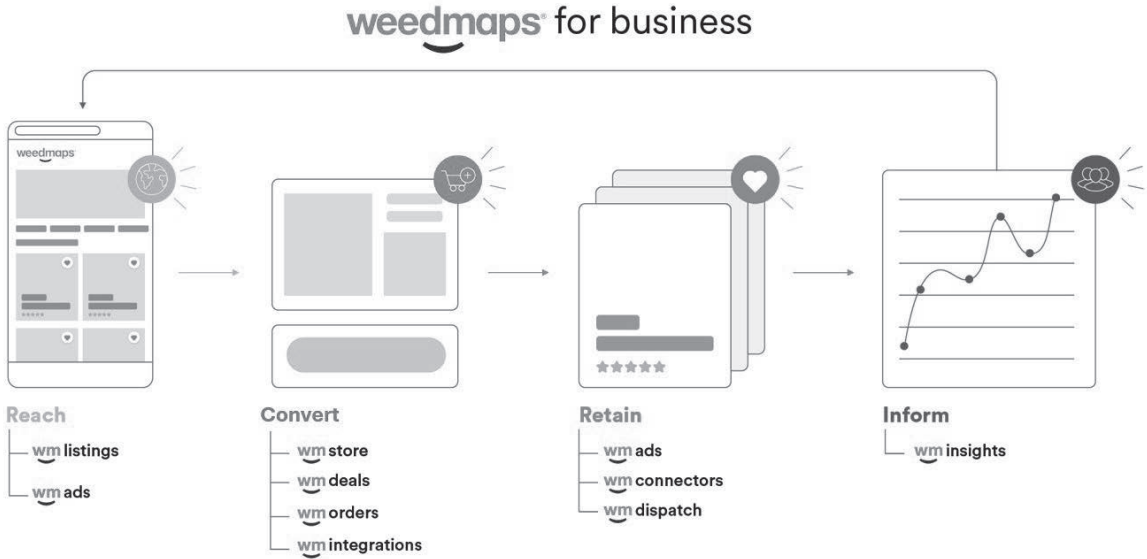 weedmaps for business
weedmaps
Reach
wm listings
wm ads
Convert
wm store
wm deals
wm orders
wm integrations
Retain
wm ads
wm connectors
wm dispatch
Inform
wm insights